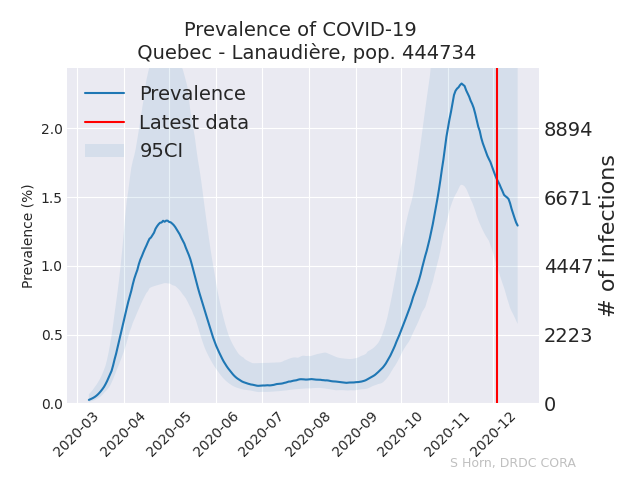 Prevalence of COVID-19
Quebec - Lanaudière, pop. 444734
Prevalence
Latest data
95CI
Prevalence (%)
2.0
1.5
1.0
0.5
0.0
8894
6671
4447
2223
0
# of infections
2020-03
2020-04
2020-05
2020-06
2020-07
2020-08
2020-09
2020-10
2020-11
2020-12
S Horn, DRDC CORA